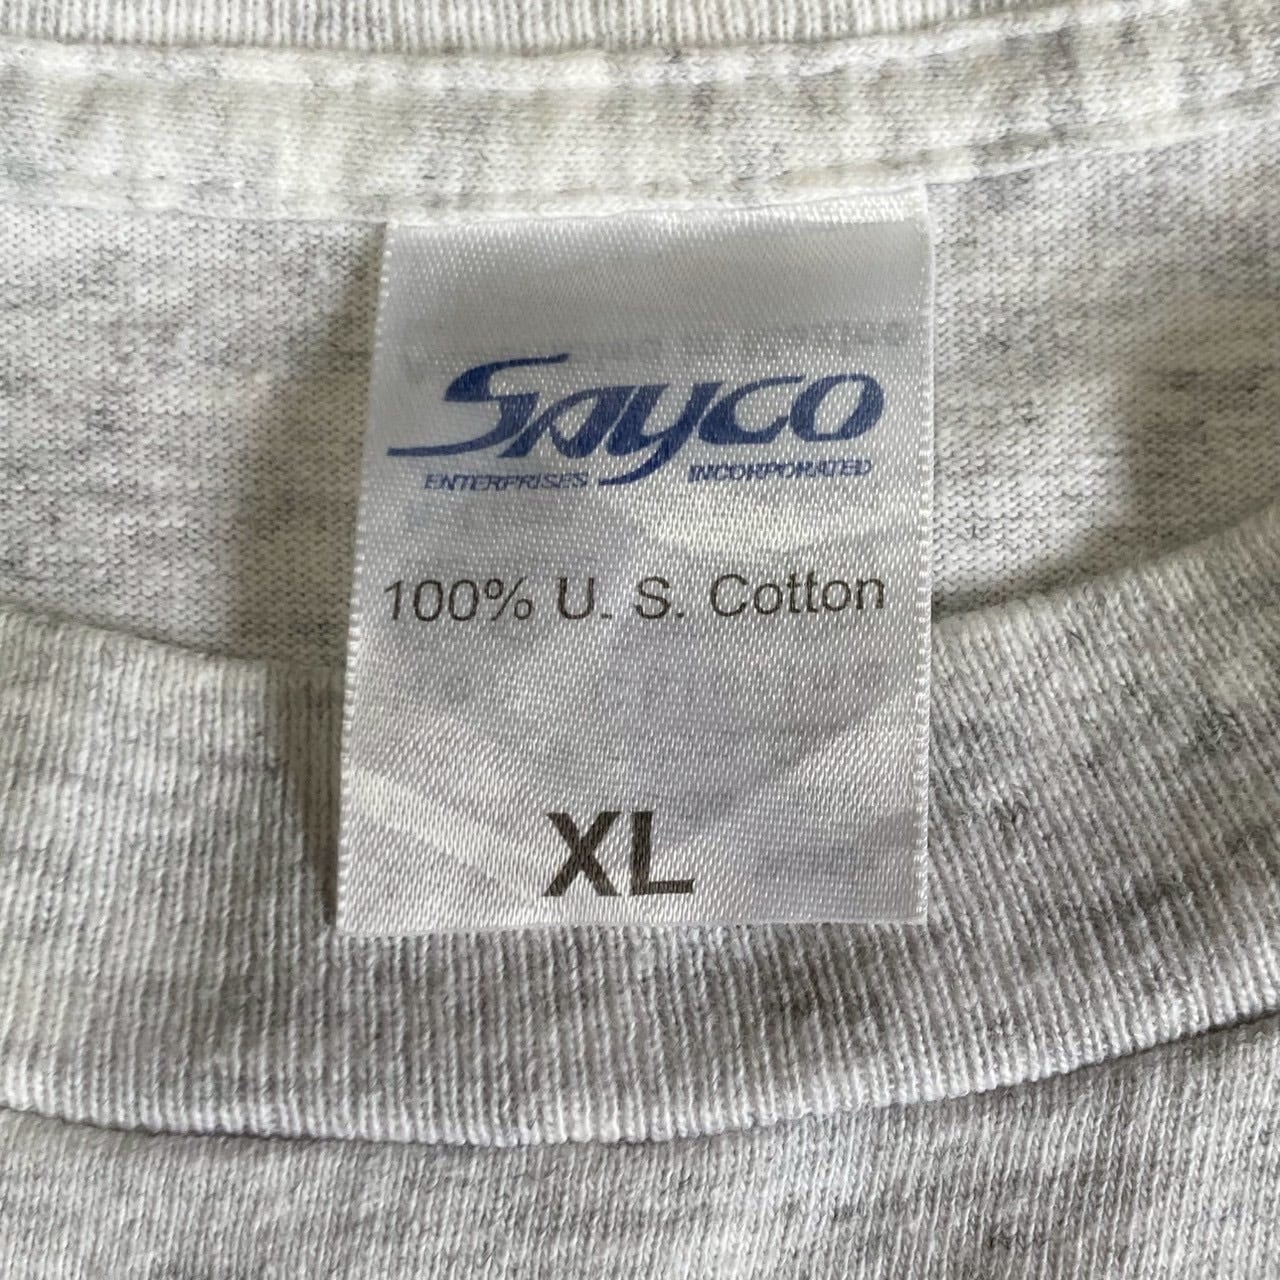 SAYCO
ENTERPRISES INCORPORATED
100% U. S. Cotton
XL